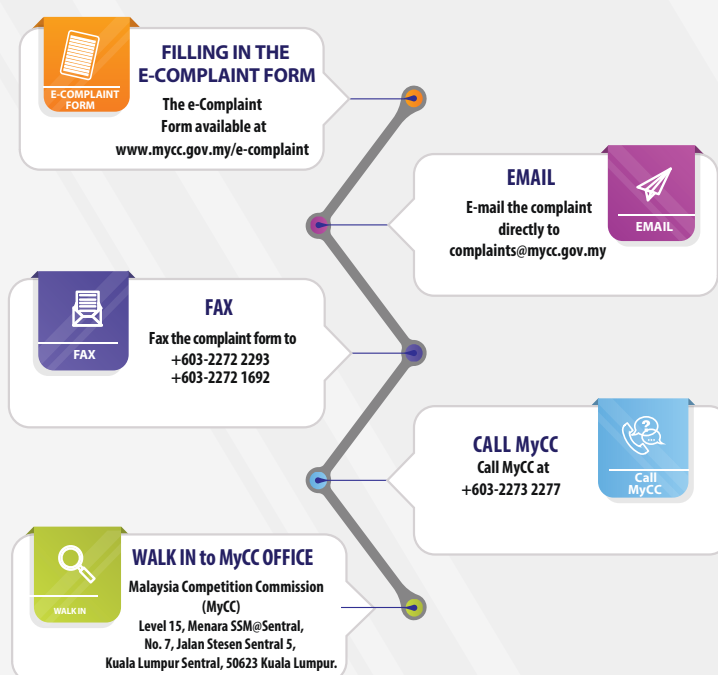 E-COMPLAINT
FORM
FILLING IN THE
E-COMPLAINT FORM
The e-Complaint
Form available at
www.mycc.gov.my/e-complaint
EMAIL
E-mail the complaint
directly to
complaints@mycc.gov.my
EMAIL
FAX
FAX
Fax the complaint form to
+603-2272 2293
+603-2272 1692
CALL MyCC
Call MyCC at
+603-2273 2277
?
...
Call
MyCC
WALK IN
WALK IN to MyCC OFFICE
Malaysia Competition Commission
(MyCC)
Level 15, Menara SSM@Sentral,
No. 7, Jalan Stesen Sentral 5,
Kuala Lumpur Sentral, 50623 Kuala Lumpur.